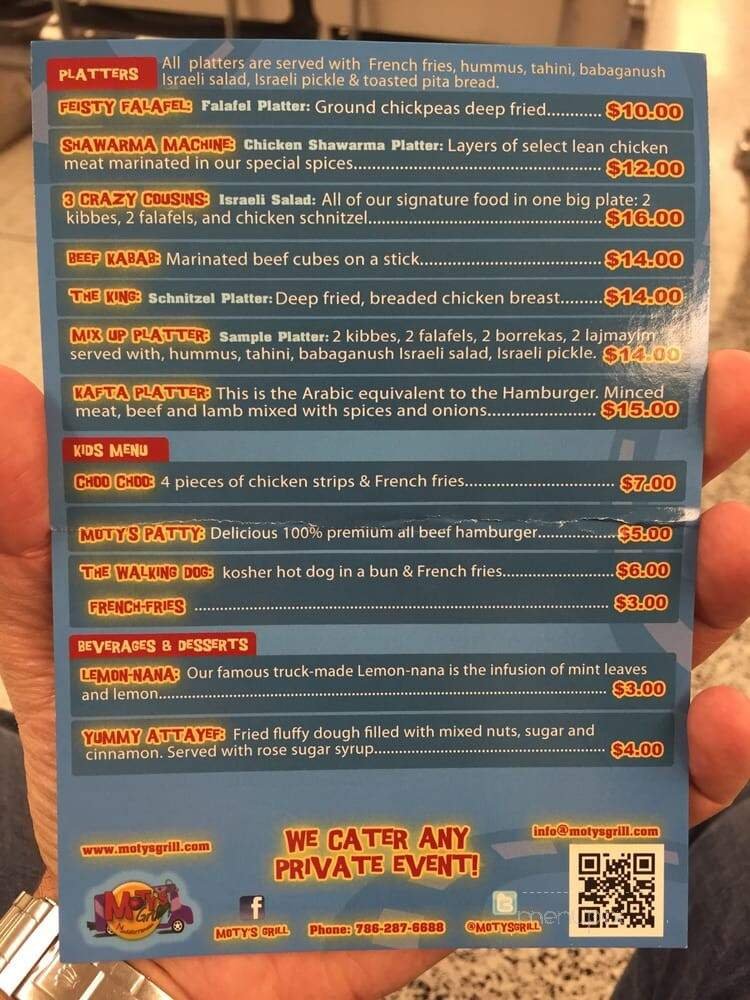 PLATTERS
All platters are served with French fries, hummus, tahini, babaganush
Israeli salad, Israeli pickle & toasted pita bread.
FEISTY FALAFEL: Falafel Platter: Ground chickpeas deep fried........... $10.00
SHAWARMA MACHINE: Chicken Shawarma Platter: Layers of select lean chicken
meat marinated in our special spices.................................................. $12.00
3 CRAZY COUSINS: Israeli Salad: All of our signature food in one big plate: 2
kibbes, 2 falafels, and chicken schnitzel............................................... $16.00
BEEF KABAB: Marinated beef cubes on a stick..................................... $14.00
THE KING: Schnitzel Platter: Deep fried, breaded chicken breast......... $14.00
MIX UP PLATTER: Sample Platter: 2 kibbes, 2 falafels, 2 borrekas, 2 lajmayim
served with, hummus, tahini, babaganush Israeli salad, Israeli pickle. $14.00
KAFTA PLATTER: This is the Arabic equivalent to the Hamburger. Minced
meat, beef and lamb mixed with spices and onions...................... $15.00
KIDS MENU
CHOO CHOO: 4 pieces of chicken strips & French fries............................... $7.00
MOTY'S PATTY: Delicious 100% premium all beef hamburger............... $5.00
THE WALKING DOG: kosher hot dog in a bun & French fries....................... $6.00
FRENCH-FRIES .................................................................................... $3.00
BEVERAGES & DESSERTS
LEMON-NANA: Our famous truck-made Lemon-nana is the infusion of mint leaves
and lemon.......................................................................................... $3.00
YUMMY ATTAYEF: Fried fluffy dough filled with mixed nuts, sugar and
cinnamon. Served with rose sugar syrup.............................................. $4.00
WE CATER ANY
PRIVATE EVENT!
www.motysgrill.com
info@motysgrill.com
MOTY'S
Grill
Mediterranean
MOTY'S GRILL
Phone: 786-287-6688
@MOTYSGRILL